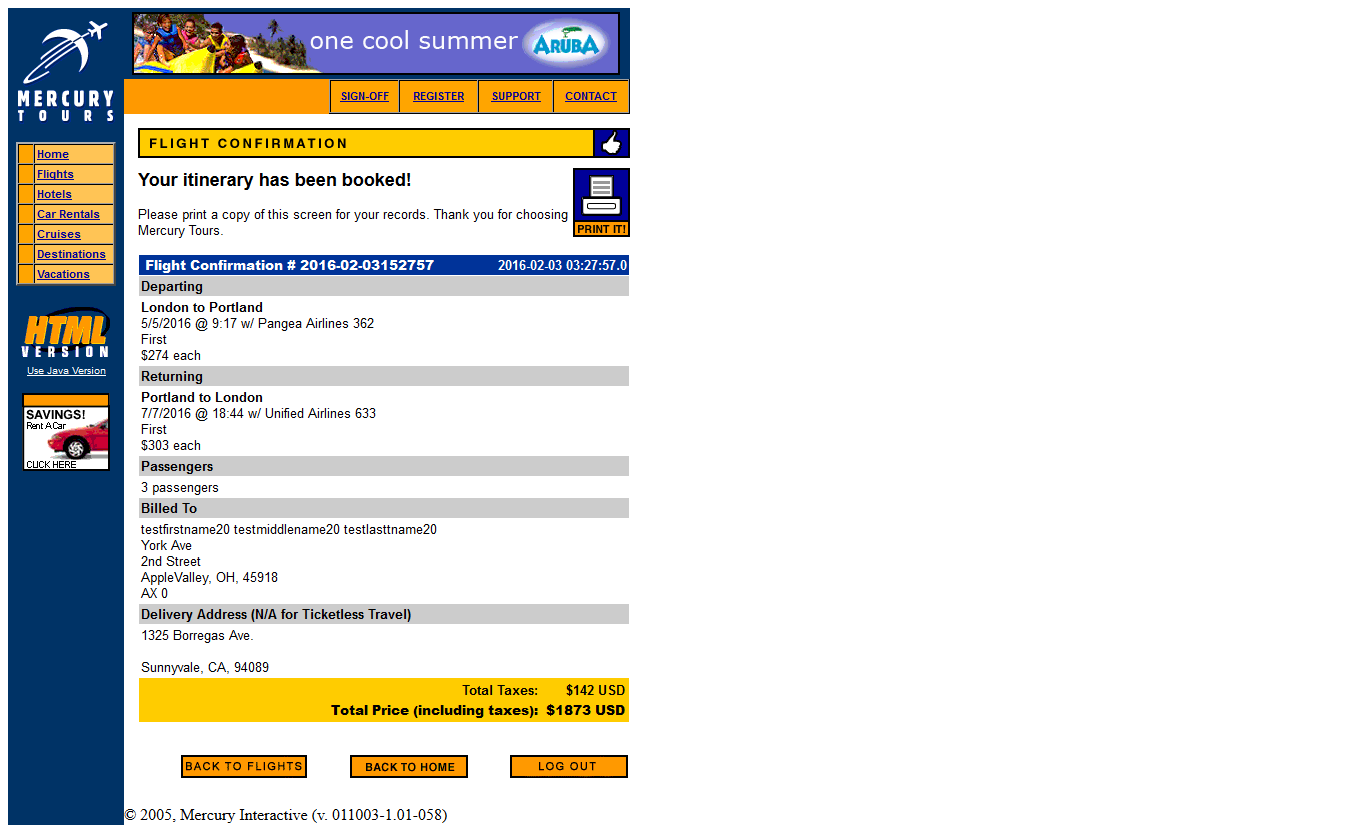 MERCURY
TOURS
one cool summer
ARUBA
SIGN-OFF
REGISTER
SUPPORT
CONTACT
Home
Flights
Hotels
Car Rentals
Cruises
Destinations
Vacations
HTML
VERSION
Use Java Version
SAVINGS!
Rent A Car
CLICK HERE
FLIGHT CONFIRMATION
Your itinerary has been booked!
Please print a copy of this screen for your records. Thank you for choosing
Mercury Tours.
PRINT IT!
Flight Confirmation # 2016-02-03152757 2016-02-03 03:27:57.0
Departing
London to Portland
5/5/2016 @ 9:17 w/ Pangea Airlines 362
First
$274 each
Returning
Portland to London
7/7/2016 @ 18:44 w/ Unified Airlines 633
First
$303 each
Passengers
3 passengers
Billed To
testfirstname20 testmiddlename20 testlasttname20
York Ave
2nd Street
AppleValley, OH, 45918
AX 0
Delivery Address (N/A for Ticketless Travel)
1325 Borregas Ave.
Sunnyvale, CA, 94089
Total Taxes: $142 USD
Total Price (including taxes): $1873 USD
BACK TO FLIGHTS
BACK TO HOME
LOG OUT
© 2005, Mercury Interactive (v. 011003-1.01-058)